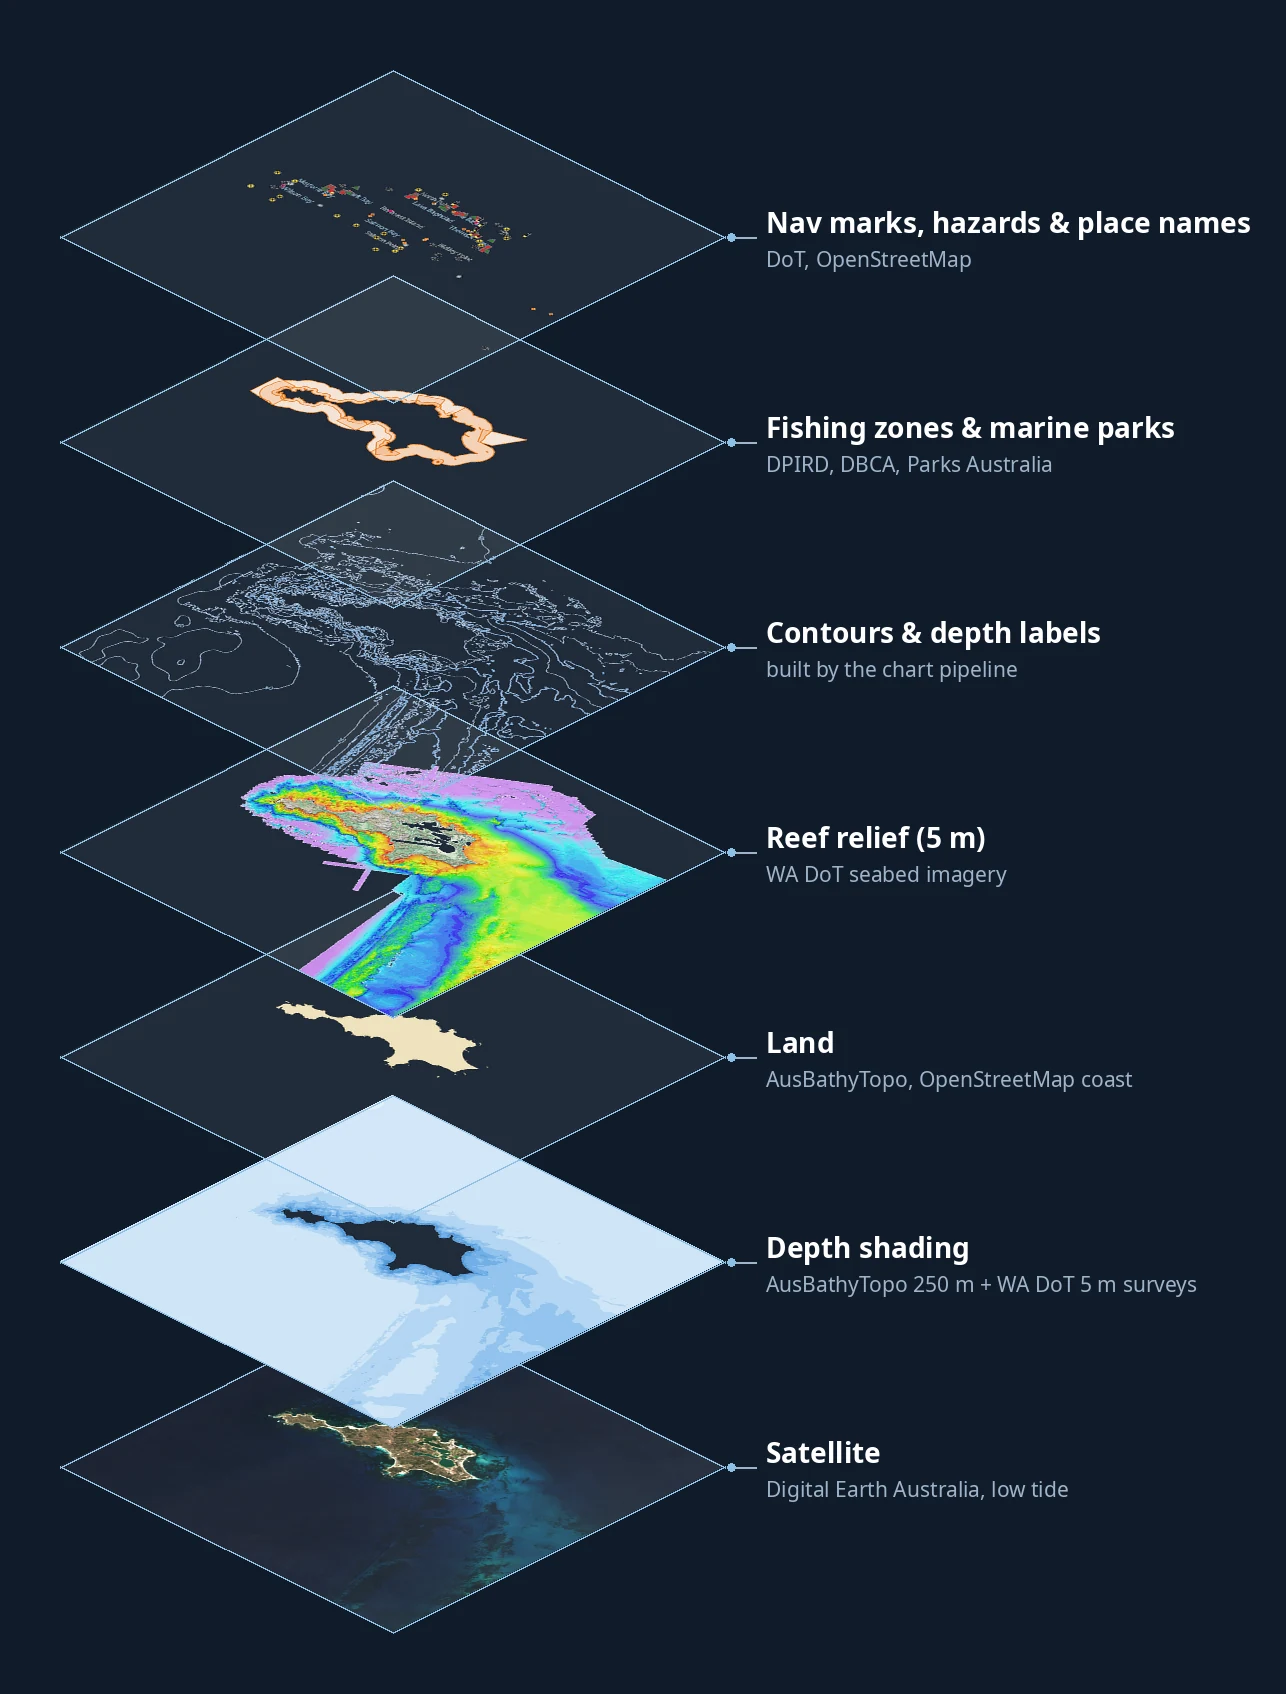 Nav marks, hazards & place names
DoT, OpenStreetMap
Fishing zones & marine parks
DPIRD, DBCA, Parks Australia
Contours & depth labels
built by the chart pipeline
Reef relief (5 m)
WA DoT seabed imagery
Land
AusBathyTopo, OpenStreetMap coast
Depth shading
AusBathyTopo 250 m + WA DoT 5 m surveys
Satellite
Digital Earth Australia, low tide